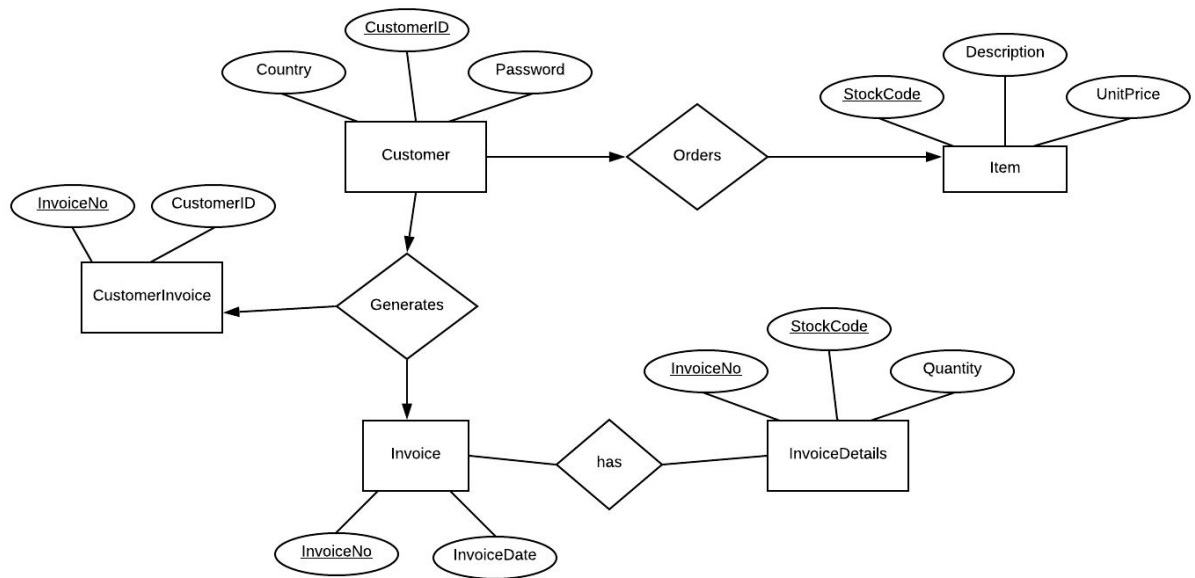 CustomerID
Country
Password
Description
StockCode
UnitPrice
Customer
Orders
Item
InvoiceNo
CustomerID
CustomerInvoice
Generates
StockCode
InvoiceNo
Quantity
Invoice
has
InvoiceDetails
InvoiceNo
InvoiceDate